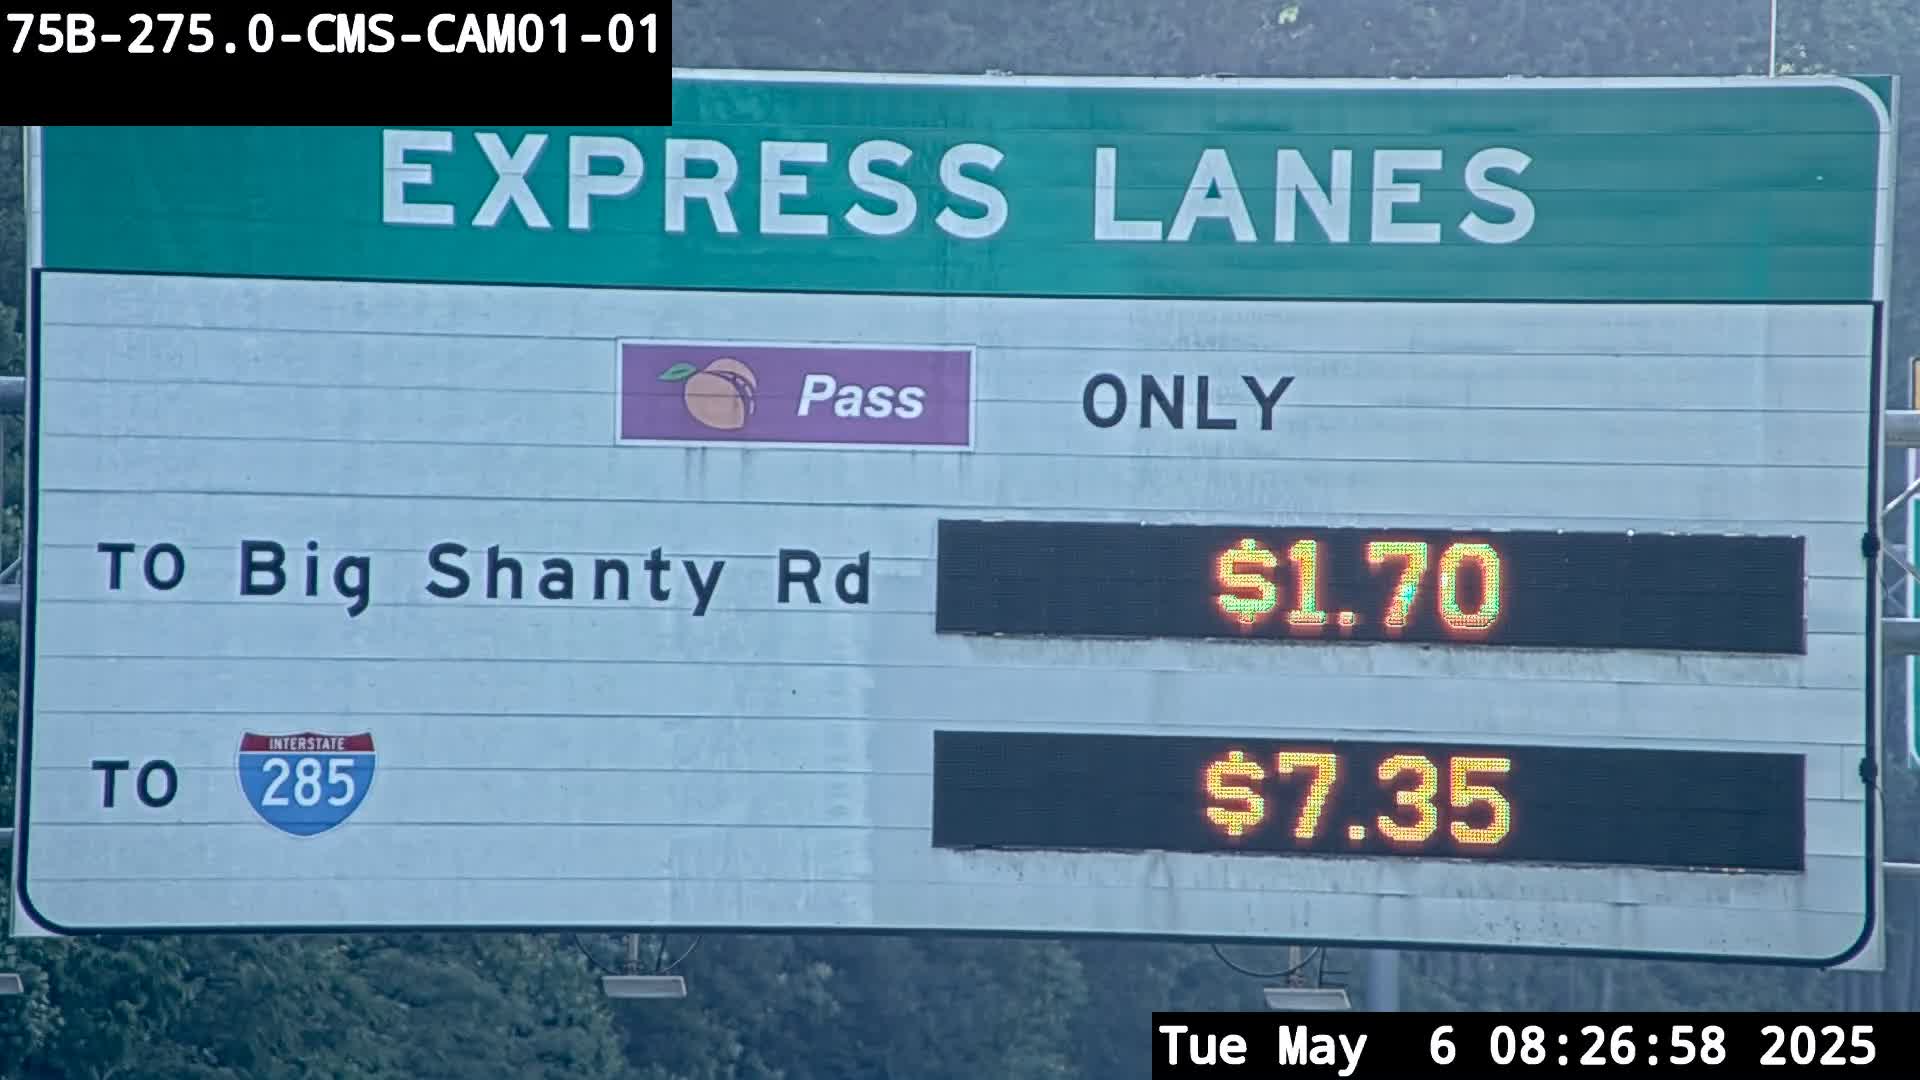 75B-275.0-CMS-CAM01-01
EXPRESS LANES
Pass ONLY
TO Big Shanty Rd $1.70
TO INTERSTATE 285 $7.35
Tue May 6 08:26:58 2025